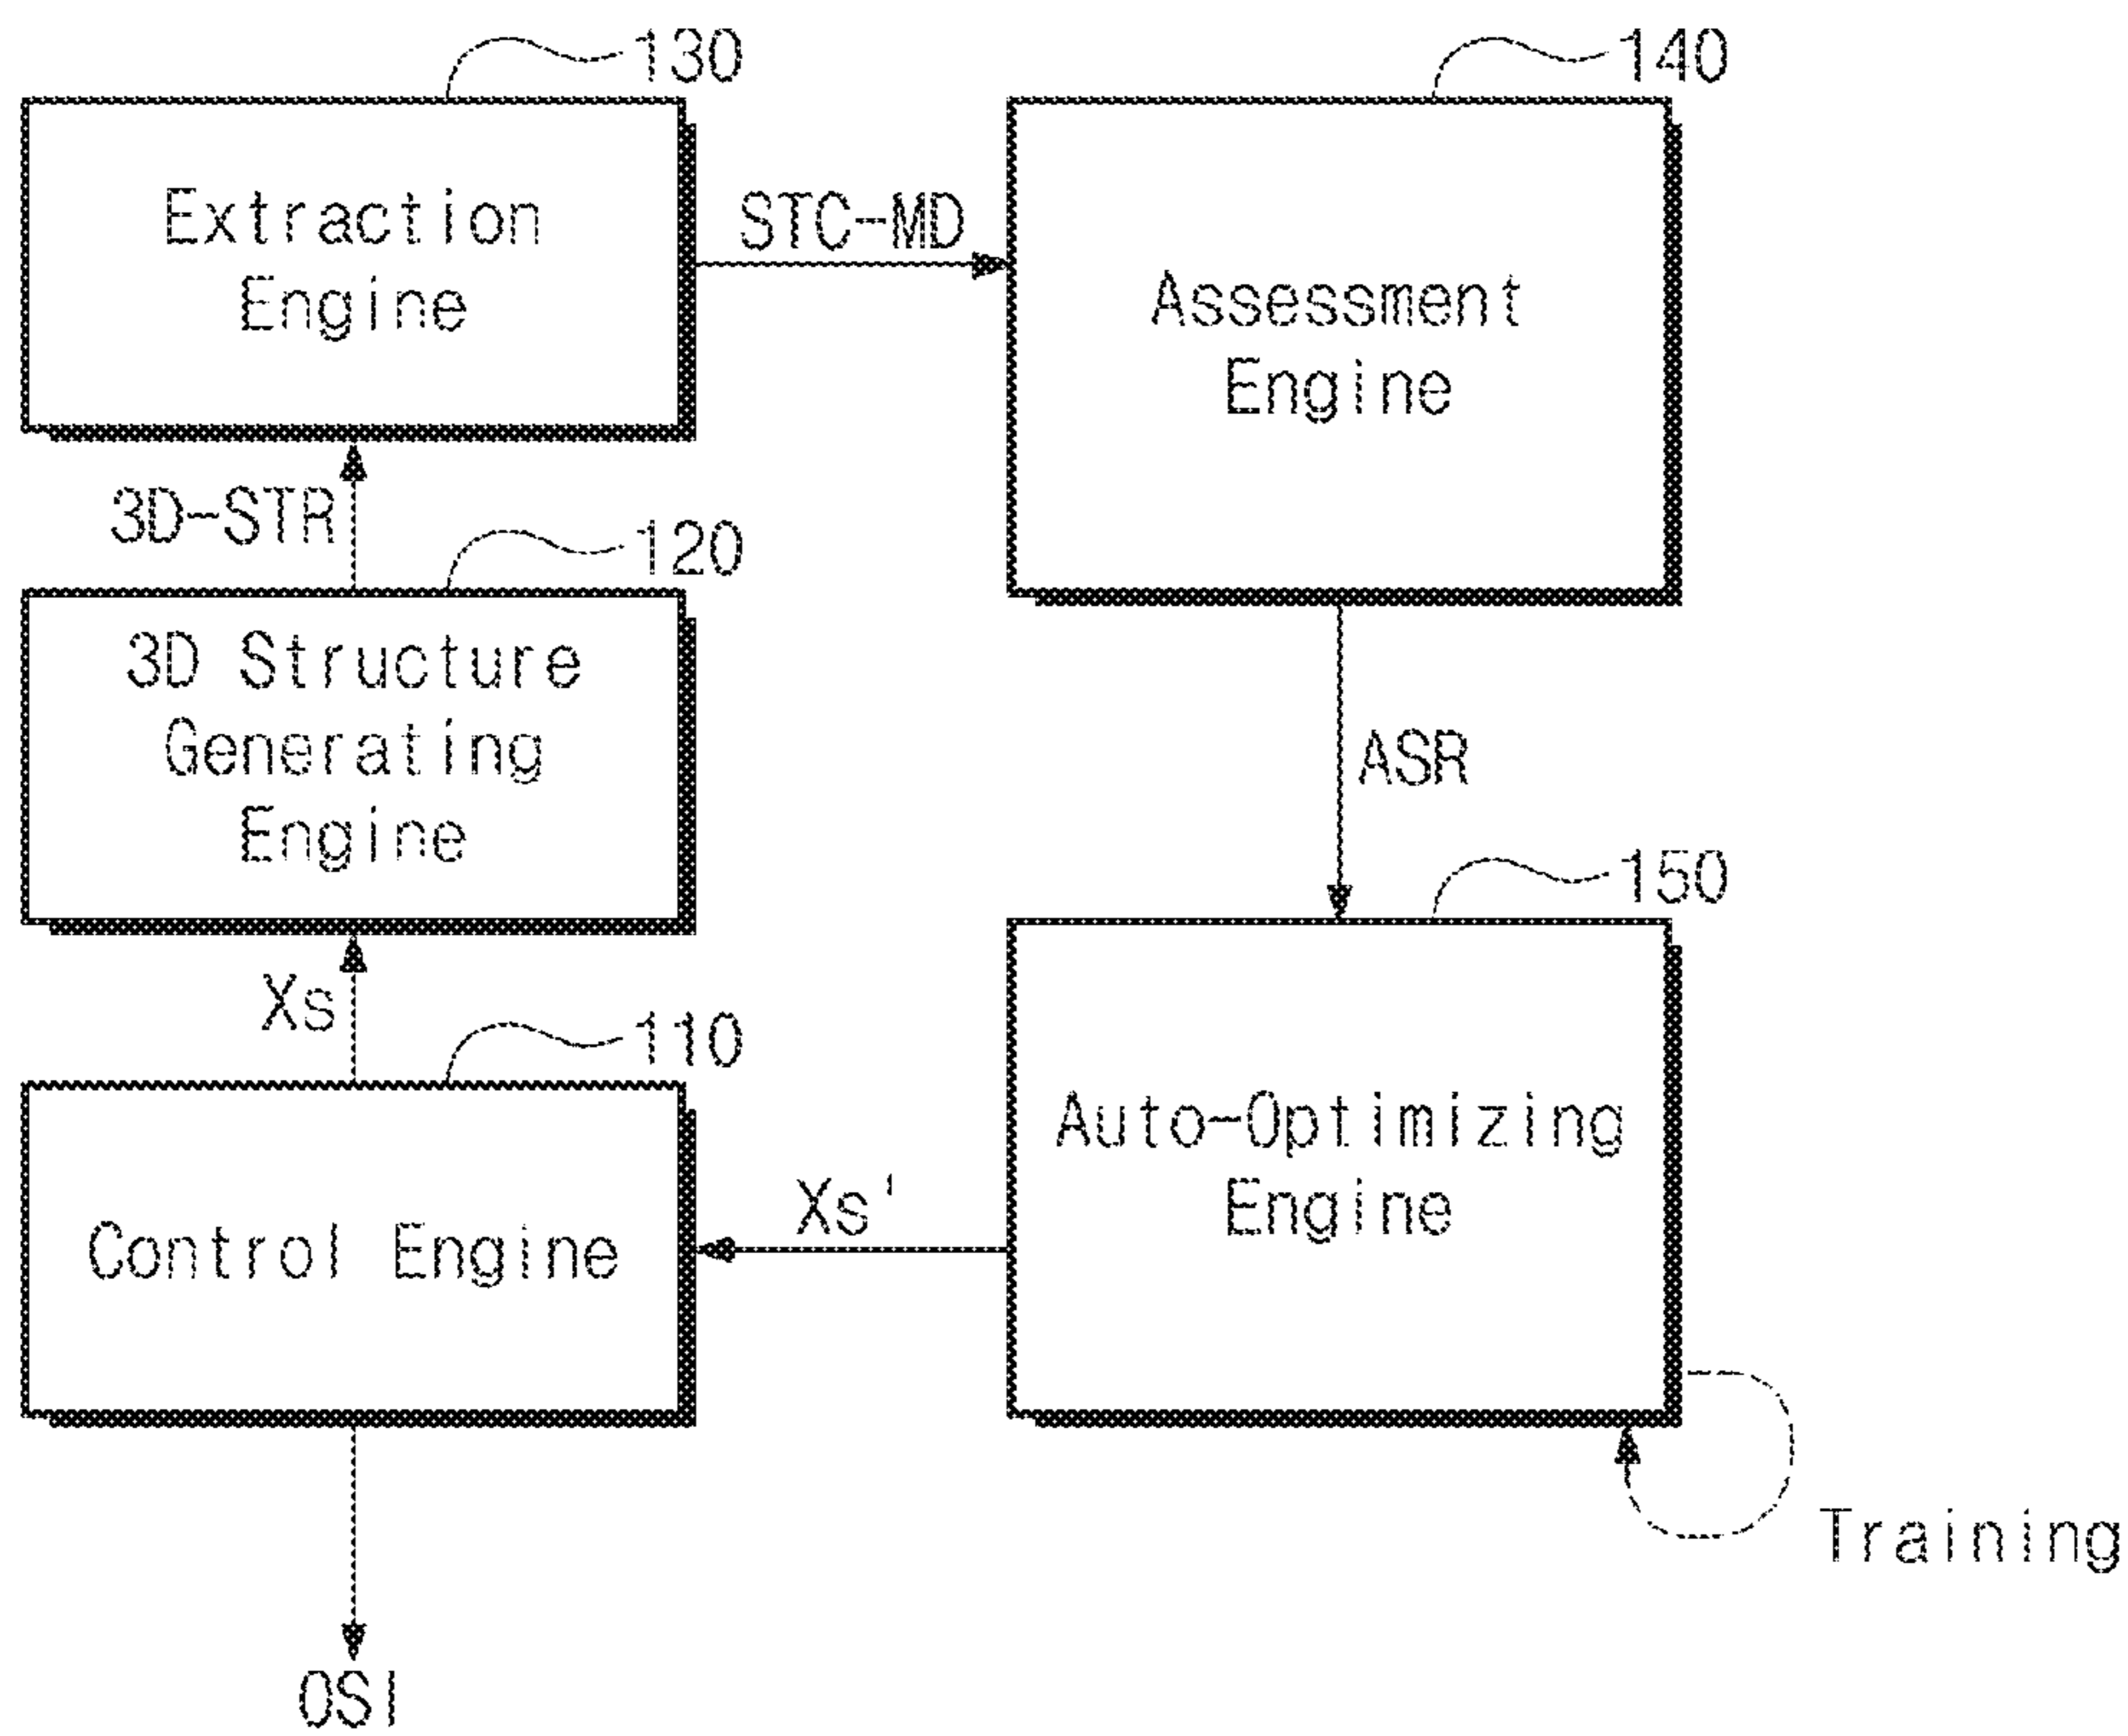 130
140
Extraction
Engine
STC-MD
Assessment
Engine
3D-STR
120
3D Structure
Generating
Engine
ASR
150
Xs
110
Auto-Optimizing
Engine
Control Engine
Xs'
Training
OSI